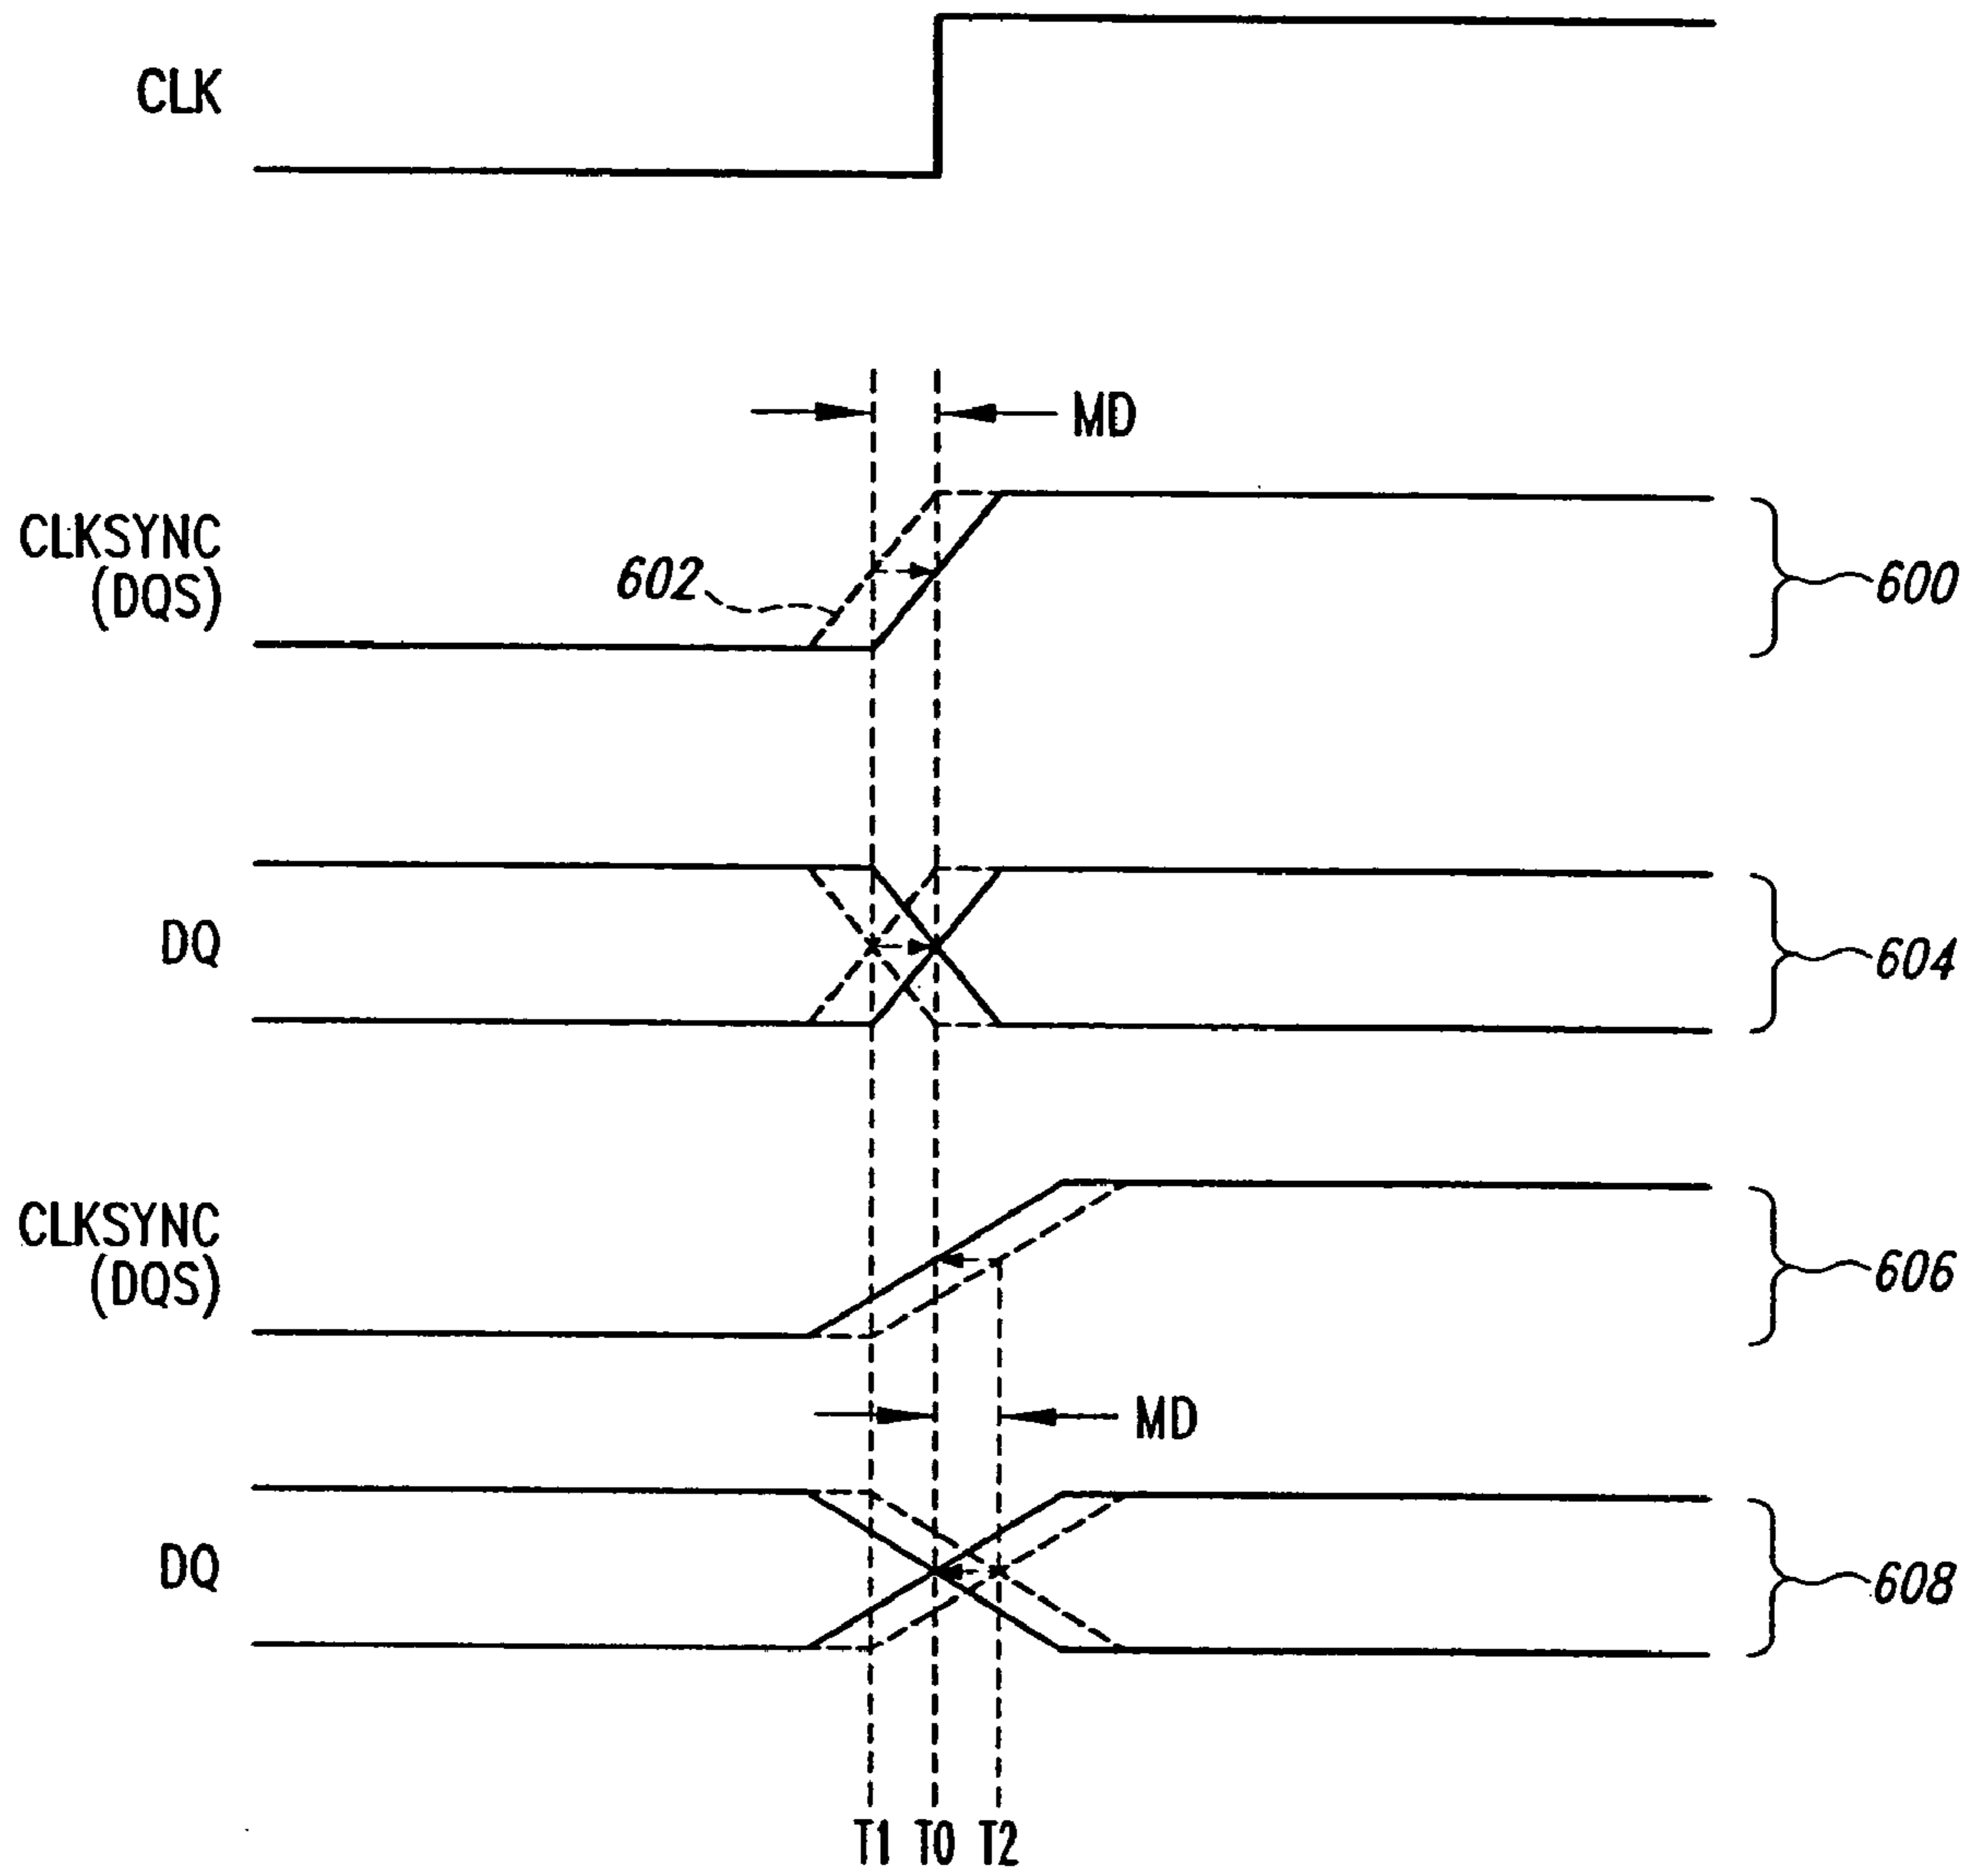 CLK
MD
CLKSYNC
(DQS)
602
600
DQ
604
CLKSYNC
(DQS)
606
MD
DQ
608
T1 T0 T2